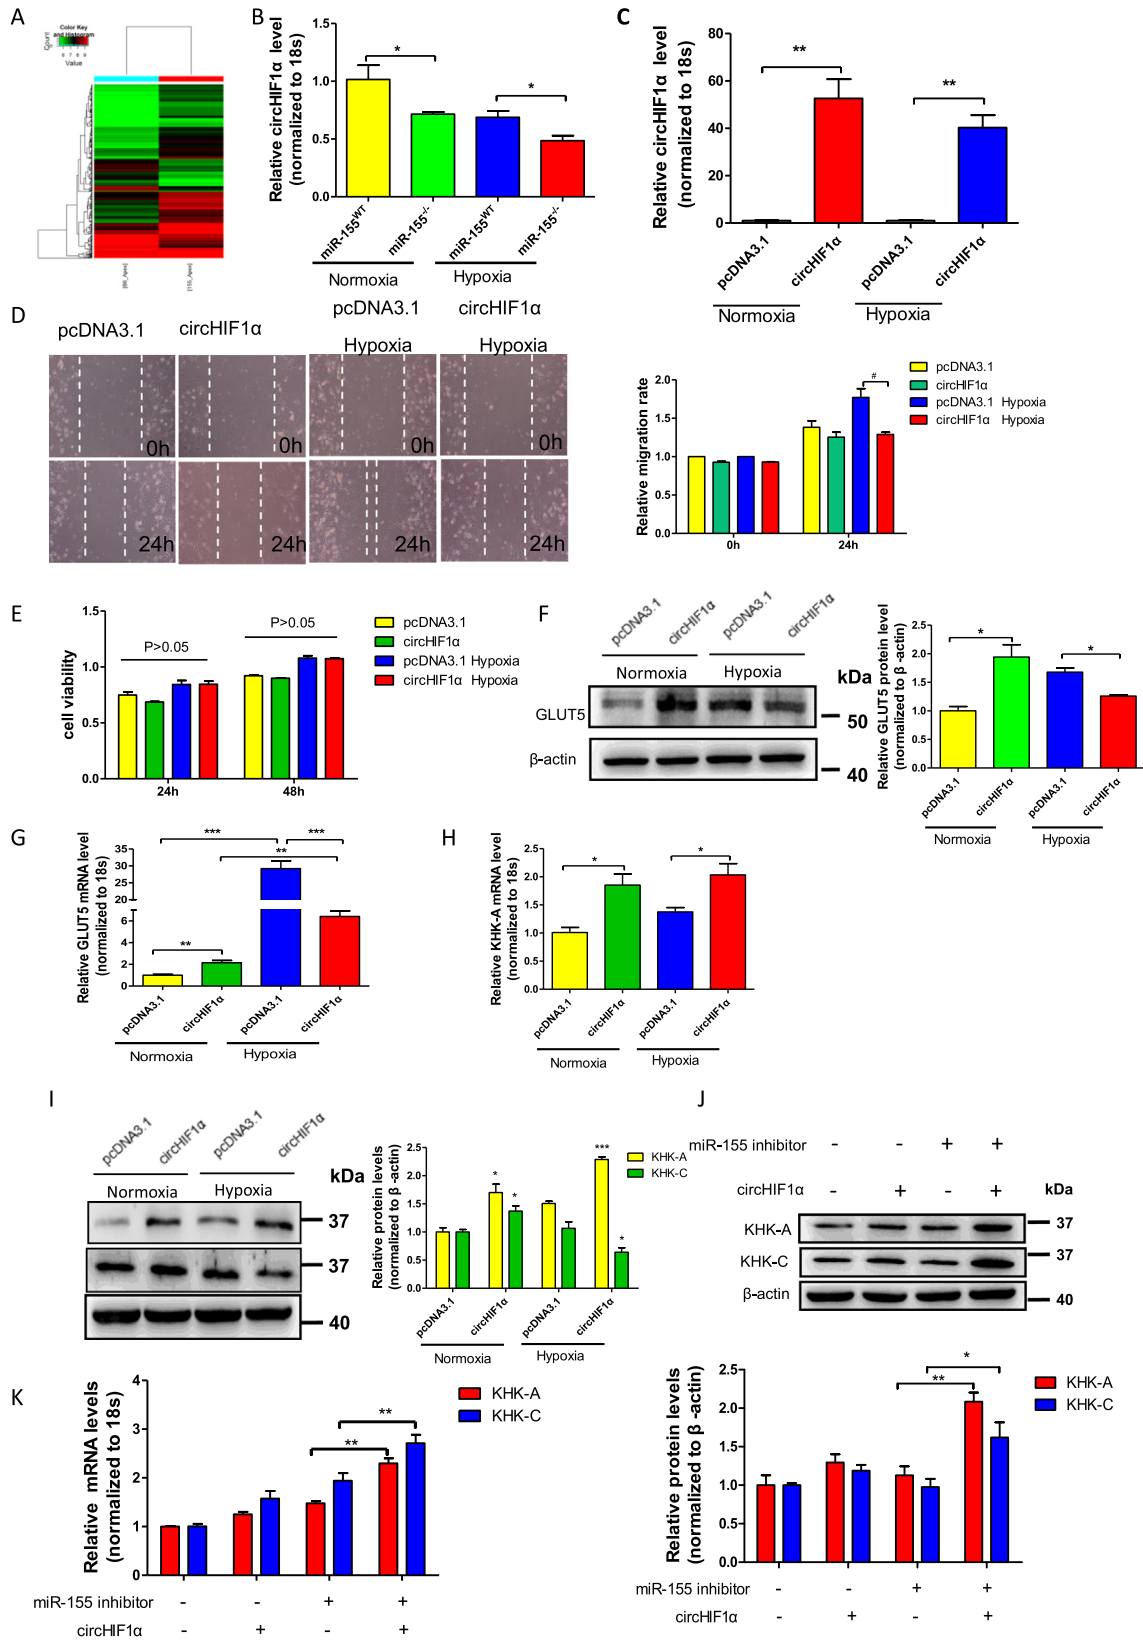 A
Color Key
and Histogram
Count
0
6 7 8 9
Value
B
Relative circHIF1α level
(normalized to 18s)
1.5
1.0
0.5
0.0
*
*
miR-155WT
miR-155-/-
miR-155WT
miR-155-/-
Normoxia
Hypoxia
C
Relative circHIF1α level
(normalized to 18s)
80
60
40
20
0
**
**
pcDNA3.1
circHIF1α
pcDNA3.1
circHIF1α
Normoxia
Hypoxia
D
pcDNA3.1
circHIF1α
pcDNA3.1
Hypoxia
circHIF1α
Hypoxia
0h
0h
0h
0h
24h
24h
24h
24h
Relative migration rate
2.0
1.5
1.0
0.5
0.0
#
0h
24h
pcDNA3.1
circHIF1α
pcDNA3.1 Hypoxia
circHIF1α Hypoxia
E
cell viability
1.5
1.0
0.5
0.0
P>0.05
P>0.05
24h
48h
pcDNA3.1
circHIF1α
pcDNA3.1 Hypoxia
circHIF1α Hypoxia
F
pcDNA3.1
circHIF1α
pcDNA3.1
circHIF1α
Normoxia
Hypoxia
kDa
GLUT5
50
β-actin
40
Relative GLUT5 protein level
(normalized to β -actin)
2.5
2.0
1.5
1.0
0.5
0.0
*
*
pcDNA3.1
circHIF1α
pcDNA3.1
circHIF1α
Normoxia
Hypoxia
G
Relative GLUT5 mRNA level
(normalized to 18s)
35
30
25
20
6
4
2
0
***
***
**
**
pcDNA3.1
circHIF1α
pcDNA3.1
circHIF1α
Normoxia
Hypoxia
H
Relative KHK-A mRNA level
(normalized to 18s)
2.5
2.0
1.5
1.0
0.5
0.0
*
*
pcDNA3.1
circHIF1α
pcDNA3.1
circHIF1α
Normoxia
Hypoxia
I
pcDNA3.1
circHIF1α
pcDNA3.1
circHIF1α
Normoxia
Hypoxia
kDa
37
37
40
Relative protein levels
(normalized to β -actin)
2.5
2.0
1.5
1.0
0.5
0.0
*
*
***
*
KHK-A
KHK-C
pcDNA3.1
circHIF1α
pcDNA3.1
circHIF1α
Normoxia
Hypoxia
J
miR-155 inhibitor - - + +
circHIF1α - + - +
kDa
KHK-A
37
KHK-C
37
β-actin
40
Relative protein levels
(normalized to β -actin)
2.5
2.0
1.5
1.0
0.5
0.0
**
*
KHK-A
KHK-C
miR-155 inhibitor - - + +
circHIF1α - + - +
K
Relative mRNA levels
(normalized to 18s)
4
3
2
1
0
**
**
KHK-A
KHK-C
miR-155 inhibitor - - + +
circHIF1α - + - +